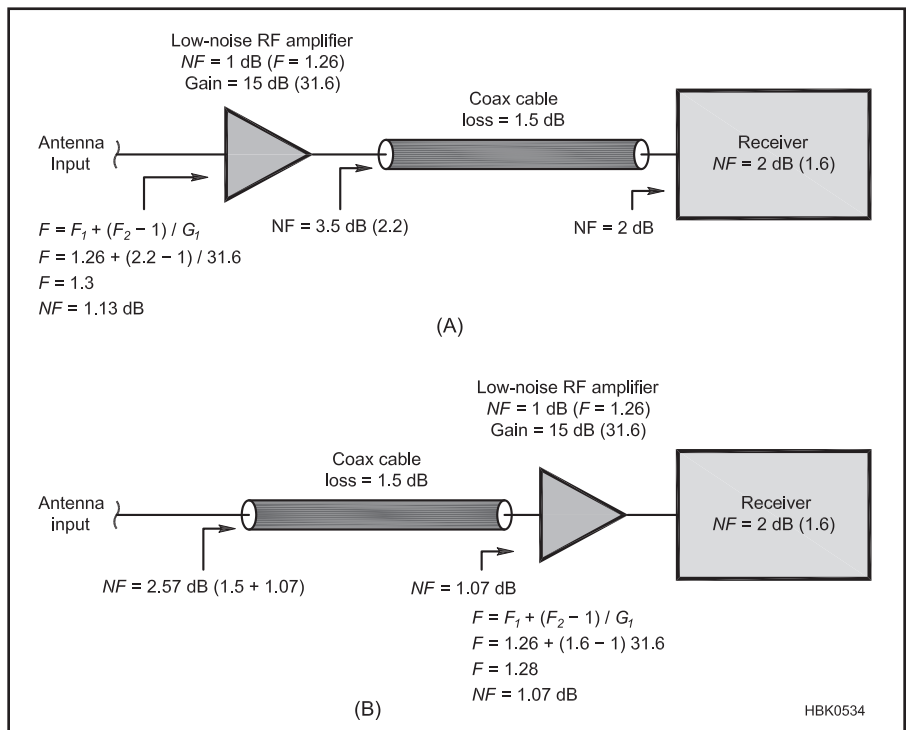 Low-noise RF amplifier
NF = 1 dB (F = 1.26)
Gain = 15 dB (31.6)
Coax cable
loss = 1.5 dB
Antenna
Input
Receiver
NF = 2 dB (1.6)
NF = 3.5 dB (2.2)
NF = 2 dB
F = F₁ + (F₂ − 1) / G₁
F = 1.26 + (2.2 − 1) / 31.6
F = 1.3
NF = 1.13 dB
(A)
Low-noise RF amplifier
NF = 1 dB (F = 1.26)
Gain = 15 dB (31.6)
Coax cable
loss = 1.5 dB
Antenna
input
Receiver
NF = 2 dB (1.6)
NF = 2.57 dB (1.5 + 1.07)
NF = 1.07 dB
F = F₁ + (F₂ − 1) / G₁
F = 1.26 + (1.6 − 1) 31.6
F = 1.28
NF = 1.07 dB
(B)
HBK0534